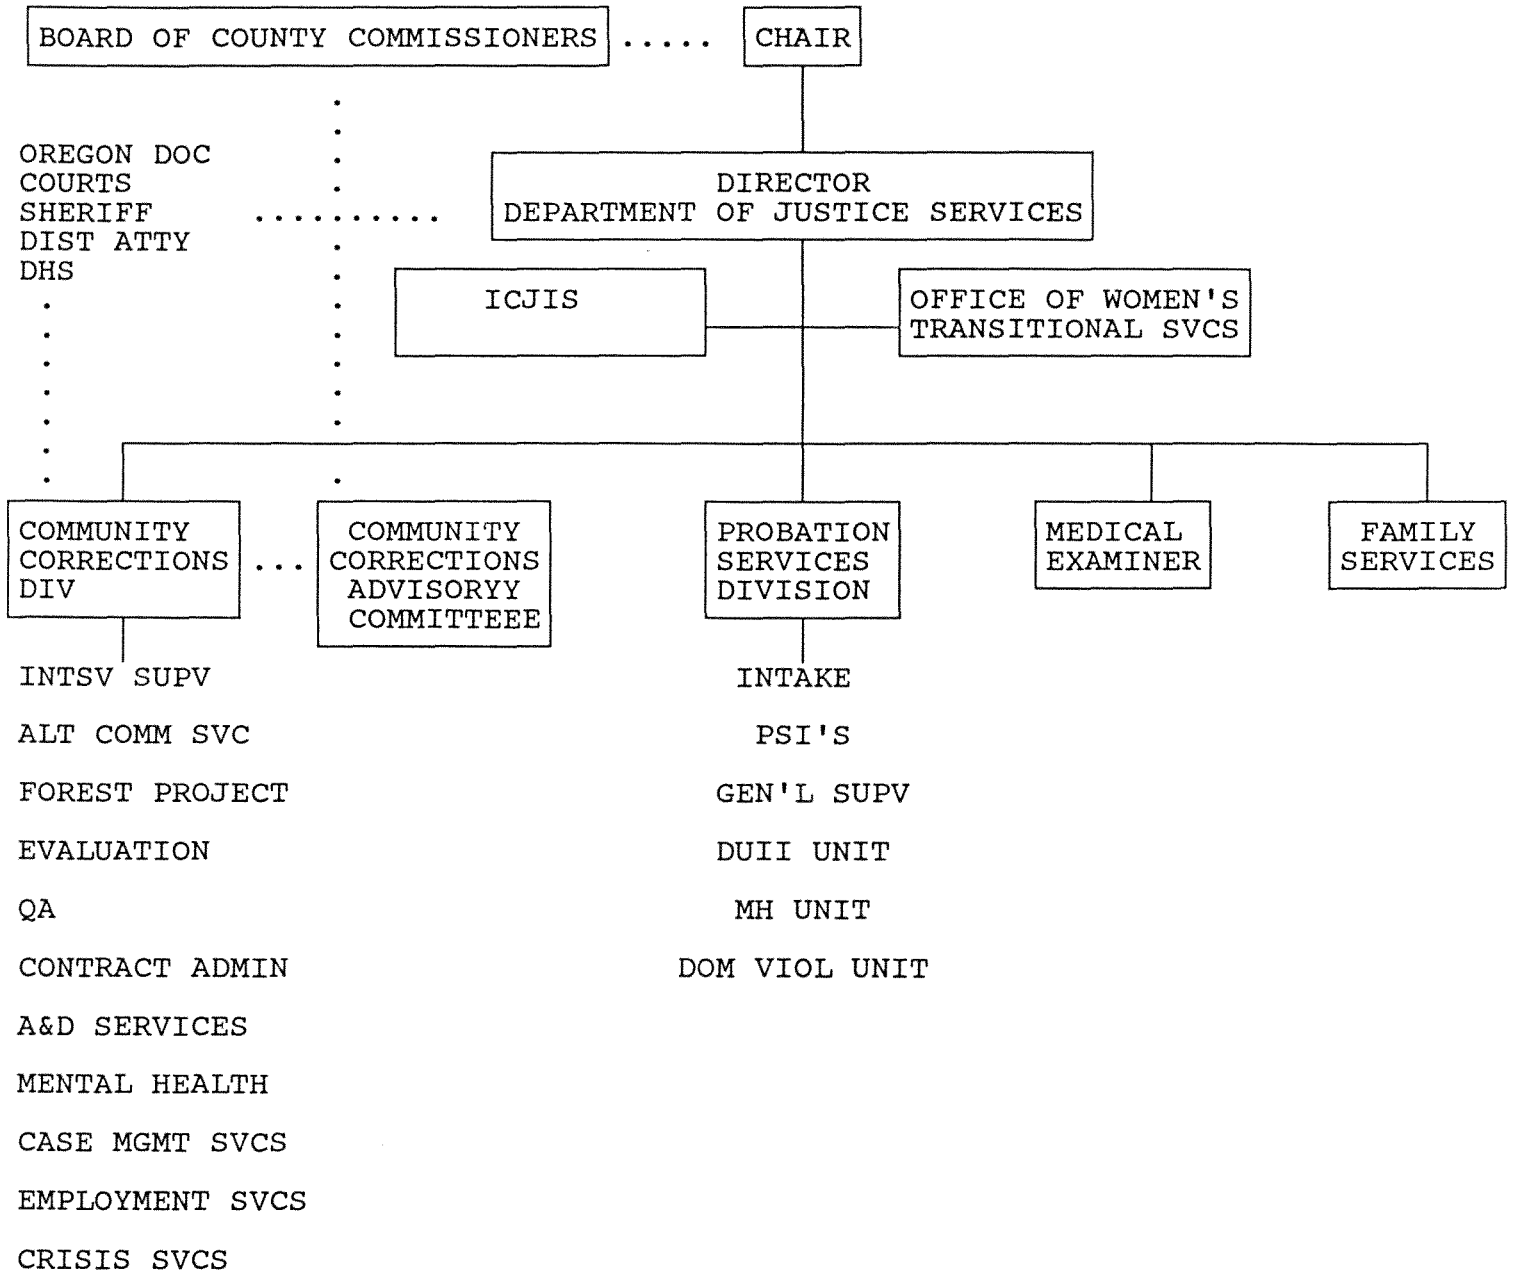 BOARD OF COUNTY COMMISSIONERS ..... CHAIR
OREGON DOC
COURTS
SHERIFF ..........
DIST ATTY
DHS
DIRECTOR
DEPARTMENT OF JUSTICE SERVICES
ICJIS
OFFICE OF WOMEN'S
TRANSITIONAL SVCS
COMMUNITY
CORRECTIONS
DIV
...
COMMUNITY
CORRECTIONS
ADVISORYY
COMMITTEEE
PROBATION
SERVICES
DIVISION
MEDICAL
EXAMINER
FAMILY
SERVICES
INTSV SUPV
ALT COMM SVC
FOREST PROJECT
EVALUATION
QA
CONTRACT ADMIN
A&D SERVICES
MENTAL HEALTH
CASE MGMT SVCS
EMPLOYMENT SVCS
CRISIS SVCS
INTAKE
PSI'S
GEN'L SUPV
DUII UNIT
MH UNIT
DOM VIOL UNIT